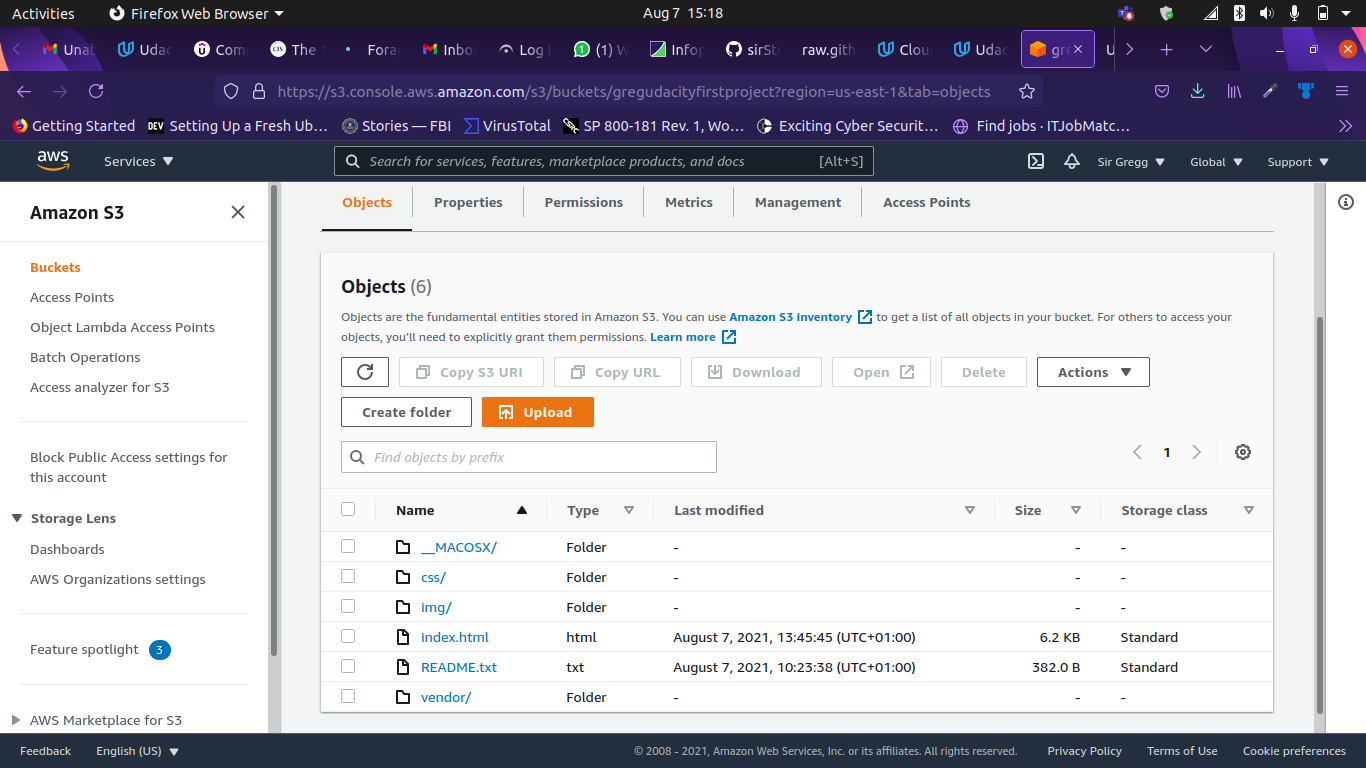 Activities Firefox Web Browser Aug 7 15:18
Unab Udac Com The 1 Forag Inbo Log (1) W Infop sirSt raw.gith Clou Udac gre U
https://s3.console.aws.amazon.com/s3/buckets/gregudacityfirstproject?region=us-east-1&tab=objects
Getting Started DEV Setting Up a Fresh Ub… Stories — FBI VirusTotal SP 800-181 Rev. 1, Wo… Exciting Cyber Securit… Find jobs · ITJobMatc…
aws Services Search for services, features, marketplace products, and docs [Alt+S] Sir Gregg Global Support
Amazon S3
Buckets
Access Points
Object Lambda Access Points
Batch Operations
Access analyzer for S3
Block Public Access settings for
this account
Storage Lens
Dashboards
AWS Organizations settings
Feature spotlight 3
AWS Marketplace for S3
Objects Properties Permissions Metrics Management Access Points
Objects (6)
Objects are the fundamental entities stored in Amazon S3. You can use Amazon S3 inventory to get a list of all objects in your bucket. For others to access your
objects, you'll need to explicitly grant them permissions. Learn more
Copy S3 URI Copy URL Download Open Delete Actions
Create folder Upload
Find objects by prefix 1
Name Type Last modified Size Storage class
__MACOSX/ Folder - - -
css/ Folder - - -
img/ Folder - - -
index.html html August 7, 2021, 13:45:45 (UTC+01:00) 6.2 KB Standard
README.txt txt August 7, 2021, 10:23:38 (UTC+01:00) 382.0 B Standard
vendor/ Folder - - -
Feedback English (US) © 2008 - 2021, Amazon Web Services, Inc. or its affiliates. All rights reserved. Privacy Policy Terms of Use Cookie preferences